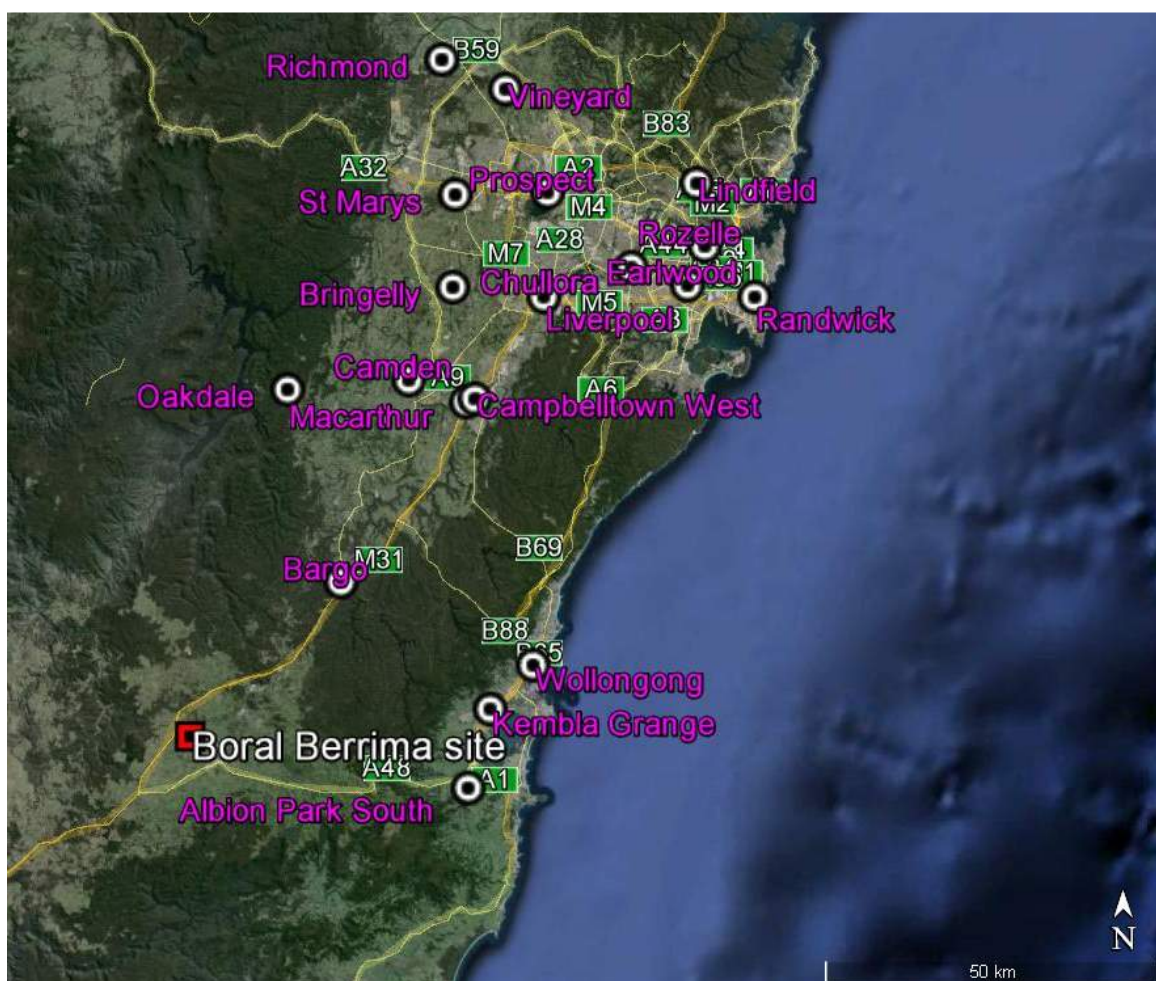 B59
Richmond
Vineyard
B83
A32
A2
Prospect
St Marys
Lindfield
M4
M2
Rozelle
M7
A28
A44
Earlwood
Chullora
Bringelly
M5
Liverpool
Randwick
Camden
A9
A6
Oakdale
Macarthur
Campbelltown West
B69
M31
Bargo
B88
Wollongong
Kembla Grange
Boral Berrima site
A48
A1
Albion Park South
N
50 km